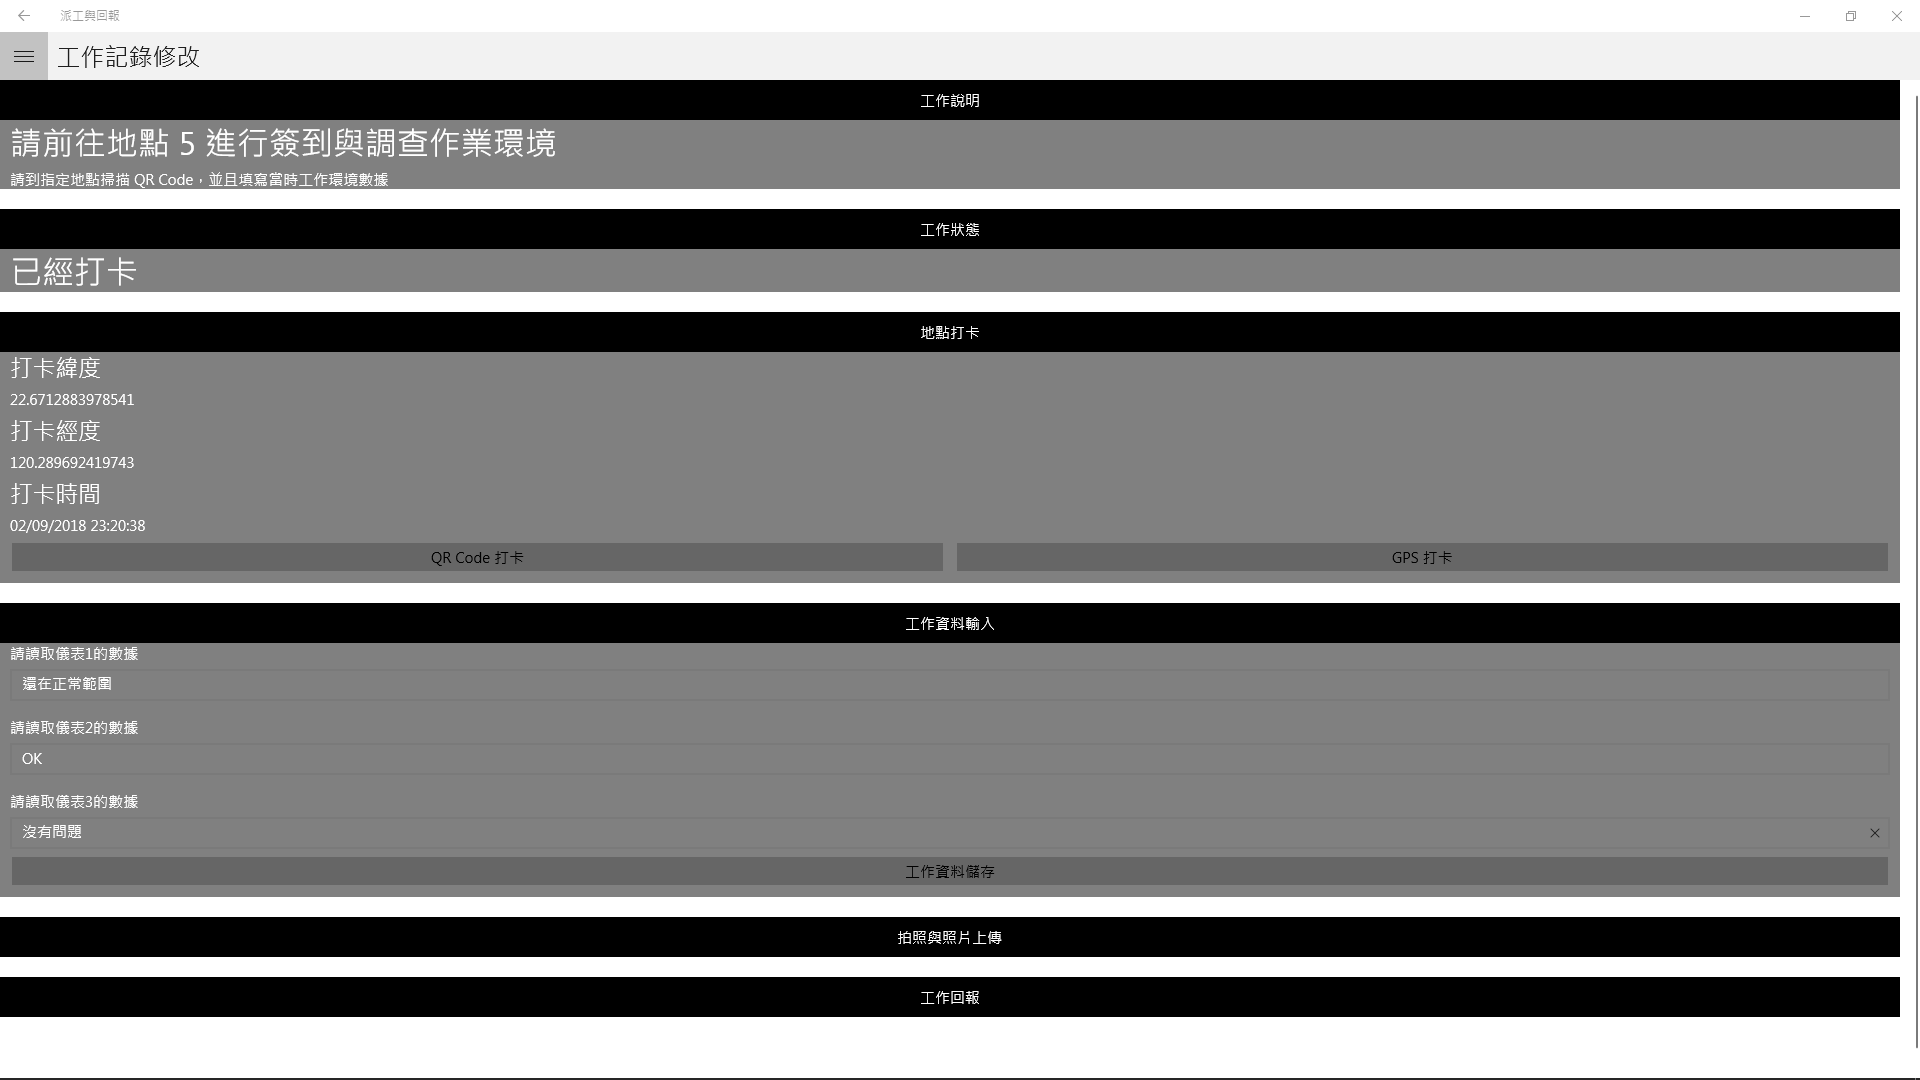 派工與回報
工作記錄修改
工作說明
請前往地點 5 進行簽到與調查作業環境
請到指定地點掃描 QR Code，並且填寫當時工作環境數據
工作狀態
已經打卡
地點打卡
打卡緯度
22.6712883978541
打卡經度
120.289692419743
打卡時間
02/09/2018 23:20:38
QR Code 打卡
GPS 打卡
工作資料輸入
請讀取儀表1的數據
還在正常範圍
請讀取儀表2的數據
OK
請讀取儀表3的數據
沒有問題
工作資料儲存
拍照與照片上傳
工作回報